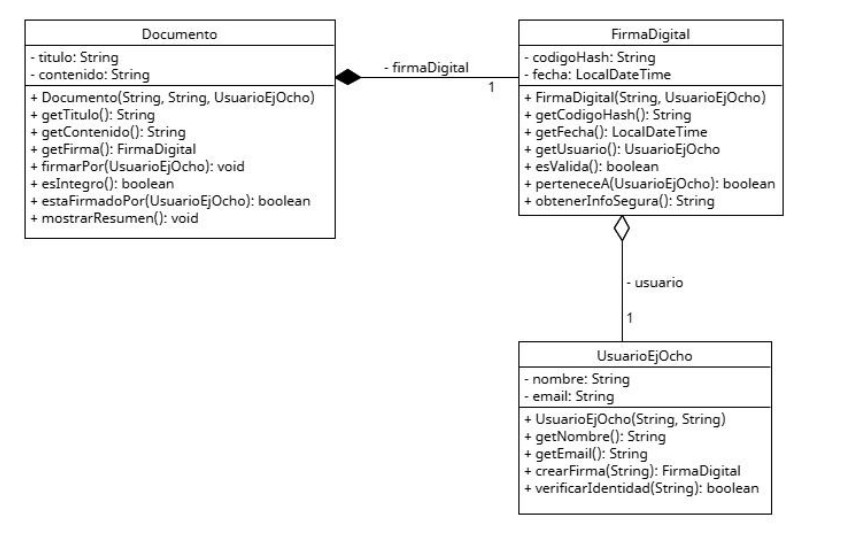 Documento
- titulo: String
- contenido: String
+ Documento(String, String, UsuarioEjOcho)
+ getTitulo(): String
+ getContenido(): String
+ getFirma(): FirmaDigital
+ firmarPor(UsuarioEjOcho): void
+ esIntegro(): boolean
+ estaFirmadoPor(UsuarioEjOcho): boolean
+ mostrarResumen(): void
- firmaDigital
1
FirmaDigital
- codigoHash: String
- fecha: LocalDateTime
+ FirmaDigital(String, UsuarioEjOcho)
+ getCodigoHash(): String
+ getFecha(): LocalDateTime
+ getUsuario(): UsuarioEjOcho
+ esValida(): boolean
+ perteneceA(UsuarioEjOcho): boolean
+ obtenerInfoSegura(): String
- usuario
1
UsuarioEjOcho
- nombre: String
- email: String
+ UsuarioEjOcho(String, String)
+ getNombre(): String
+ getEmail(): String
+ crearFirma(String): FirmaDigital
+ verificarIdentidad(String): boolean